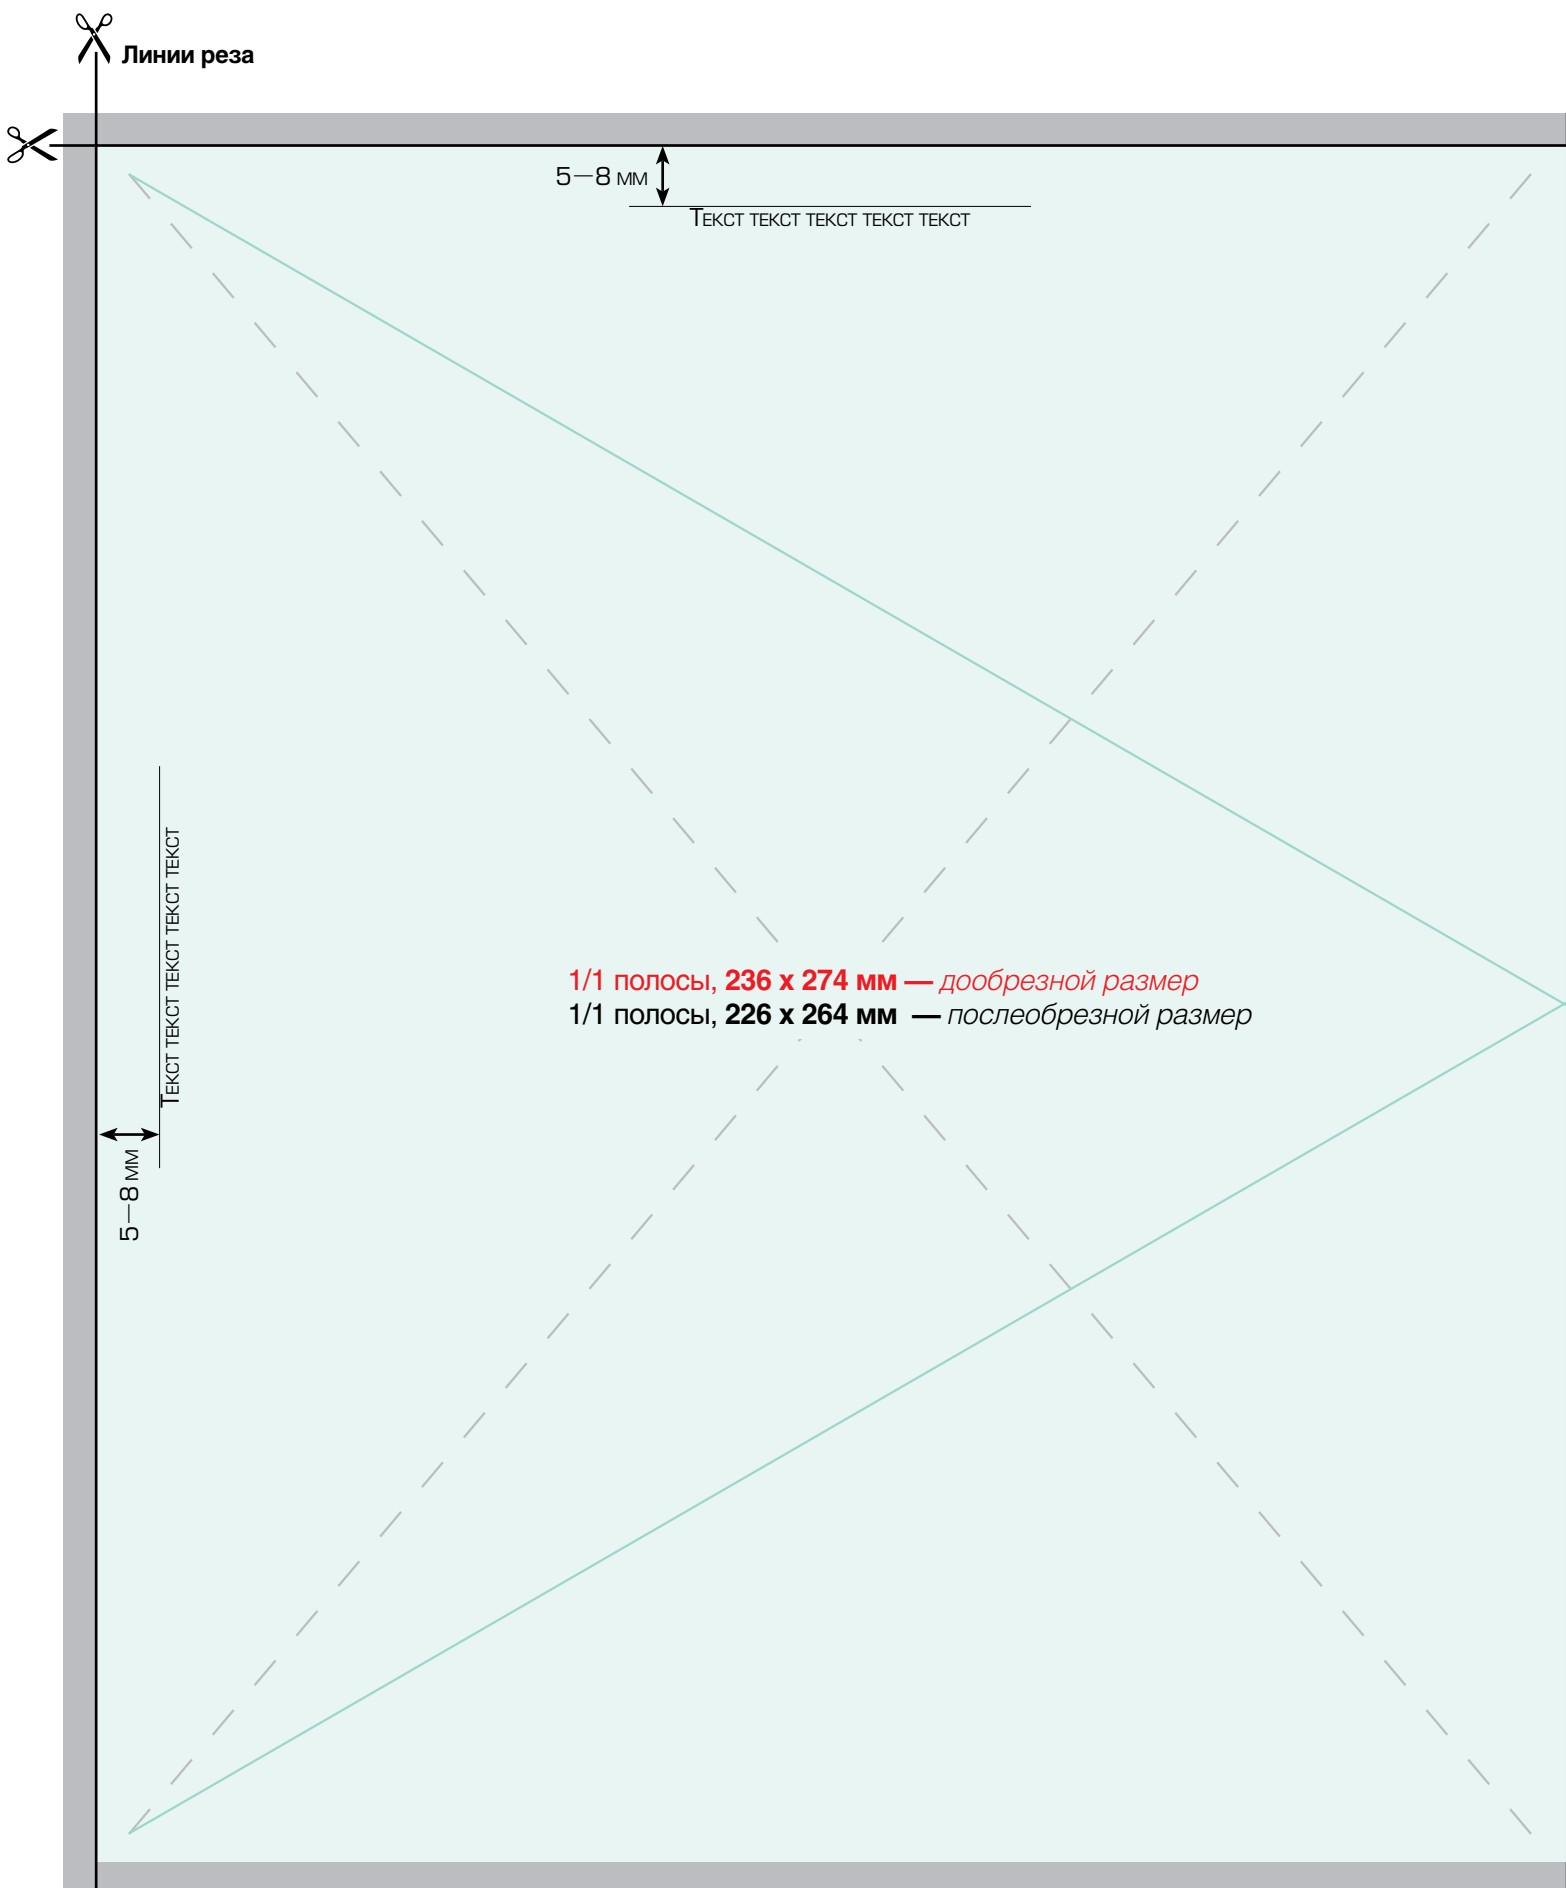 Линии реза
5—8 мм
Текст текст текст текст текст
Текст текст текст текст текст
5—8 мм
1/1 полосы, 236 x 274 мм — дообрезной размер
1/1 полосы, 226 x 264 мм — послеобрезной размер